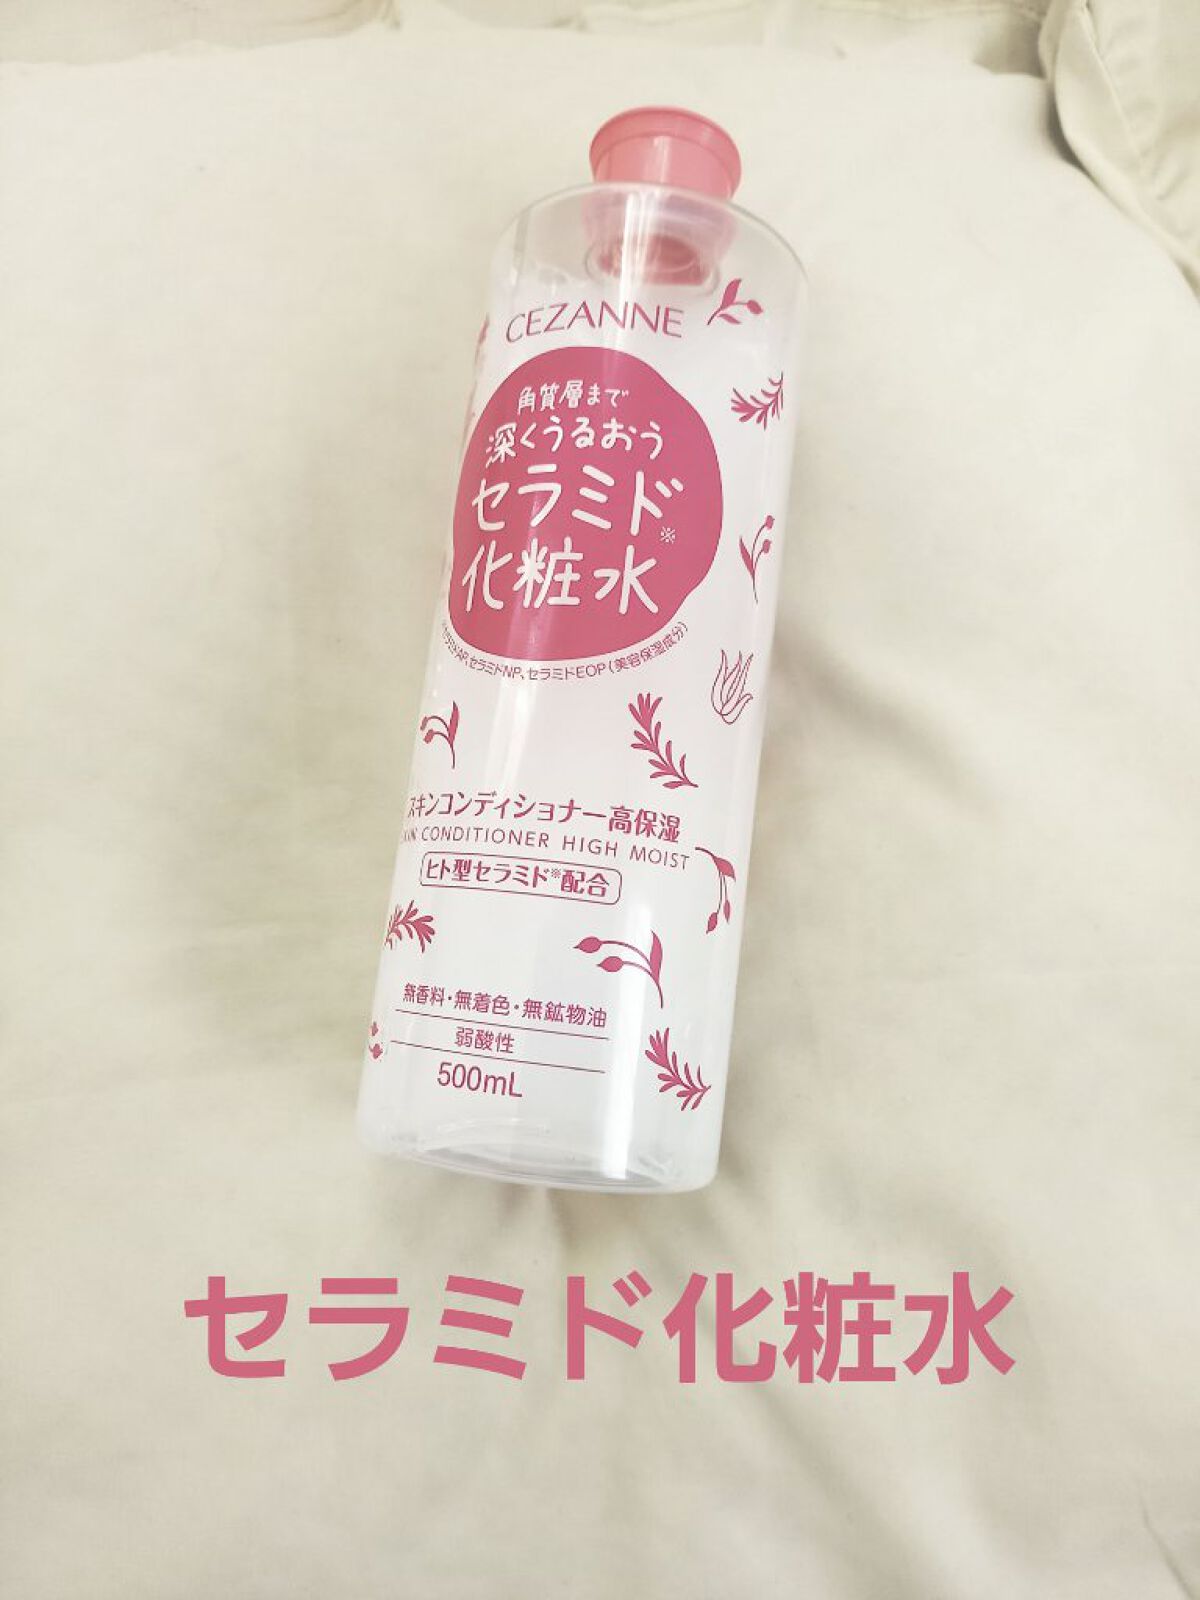 CEZANNE
角質層まで
深くうるおう
セラミド※
化粧水
セラミドNP、セラミドEOP(美容保湿成分)
スキンコンディショナー高保湿
SKIN CONDITIONER HIGH MOIST
ヒト型セラミド※配合
無香料・無着色・無鉱物油
弱酸性
500mL
セラミド化粧水